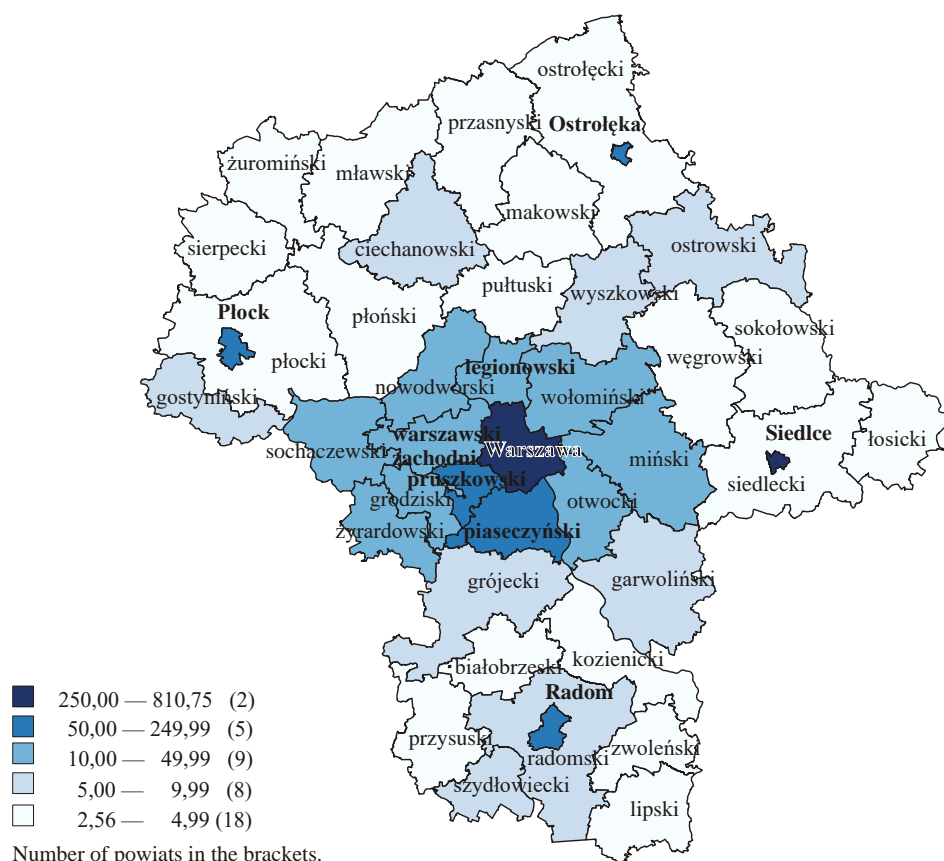 ostrołęcki
przasnyski
Ostrołęka
żuromiński
mławski
makowski
sierpecki
ciechanowski
ostrowski
pułtuski
wyszkowski
Płock
płoński
sokołowski
płocki
węgrowski
legionowski
nowodworski
gostyniński
wołomiński
warszawski
Siedlce
łosicki
sochaczewski
zachodni
Warszawa
miński
pruszkowski
siedlecki
grodziski
otwocki
żyrardowski
piaseczyński
grójecki
garwoliński
białobrzeski
kozienicki
Radom
250,00 — 810,75 (2)
50,00 — 249,99 (5)
przysuski
zwoleński
10,00 — 49,99 (9)
radomski
szydłowiecki
5,00 — 9,99 (8)
lipski
2,56 — 4,99 (18)
Number of powiats in the brackets.